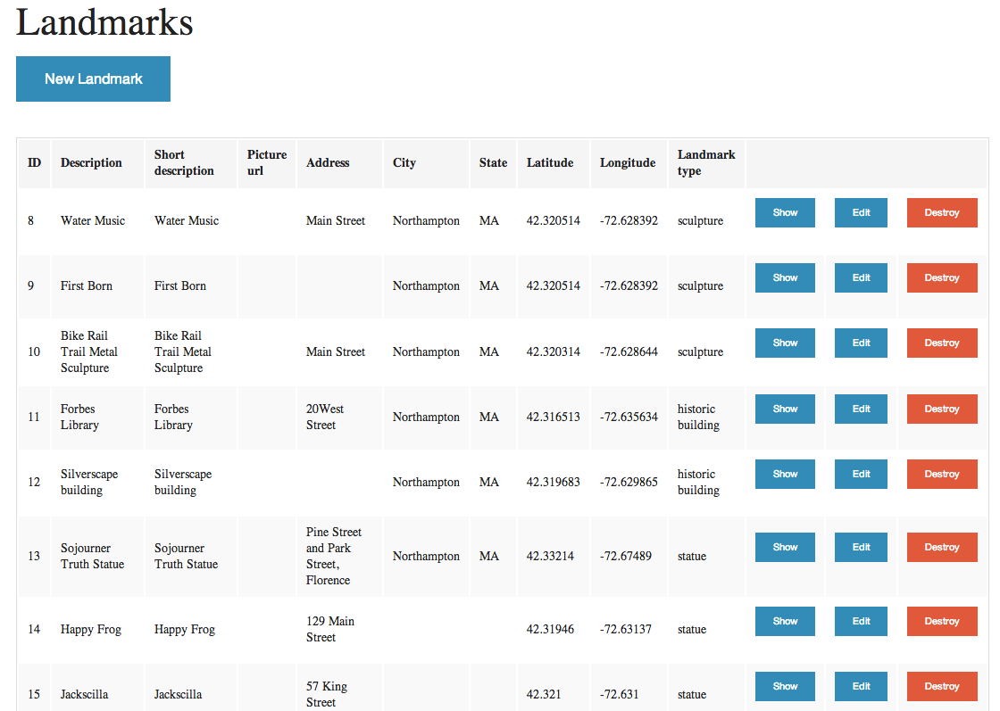 Landmarks
New Landmark
ID Description Short description Picture url Address City State Latitude Longitude Landmark type
8 Water Music Water Music Main Street Northampton MA 42.320514 -72.628392 sculpture Show Edit Destroy
9 First Born First Born Northampton MA 42.320514 -72.628392 sculpture Show Edit Destroy
10 Bike Rail Trail Metal Sculpture Bike Rail Trail Metal Sculpture Main Street Northampton MA 42.320314 -72.628644 sculpture Show Edit Destroy
11 Forbes Library Forbes Library 20West Street Northampton MA 42.316513 -72.635634 historic building Show Edit Destroy
12 Silverscape building Silverscape building Northampton MA 42.319683 -72.629865 historic building Show Edit Destroy
13 Sojourner Truth Statue Sojourner Truth Statue Pine Street and Park Street, Florence Northampton MA 42.33214 -72.67489 statue Show Edit Destroy
14 Happy Frog Happy Frog 129 Main Street 42.31946 -72.63137 statue Show Edit Destroy
15 Jackscilla Jackscilla 57 King Street 42.321 -72.631 statue Show Edit Destroy